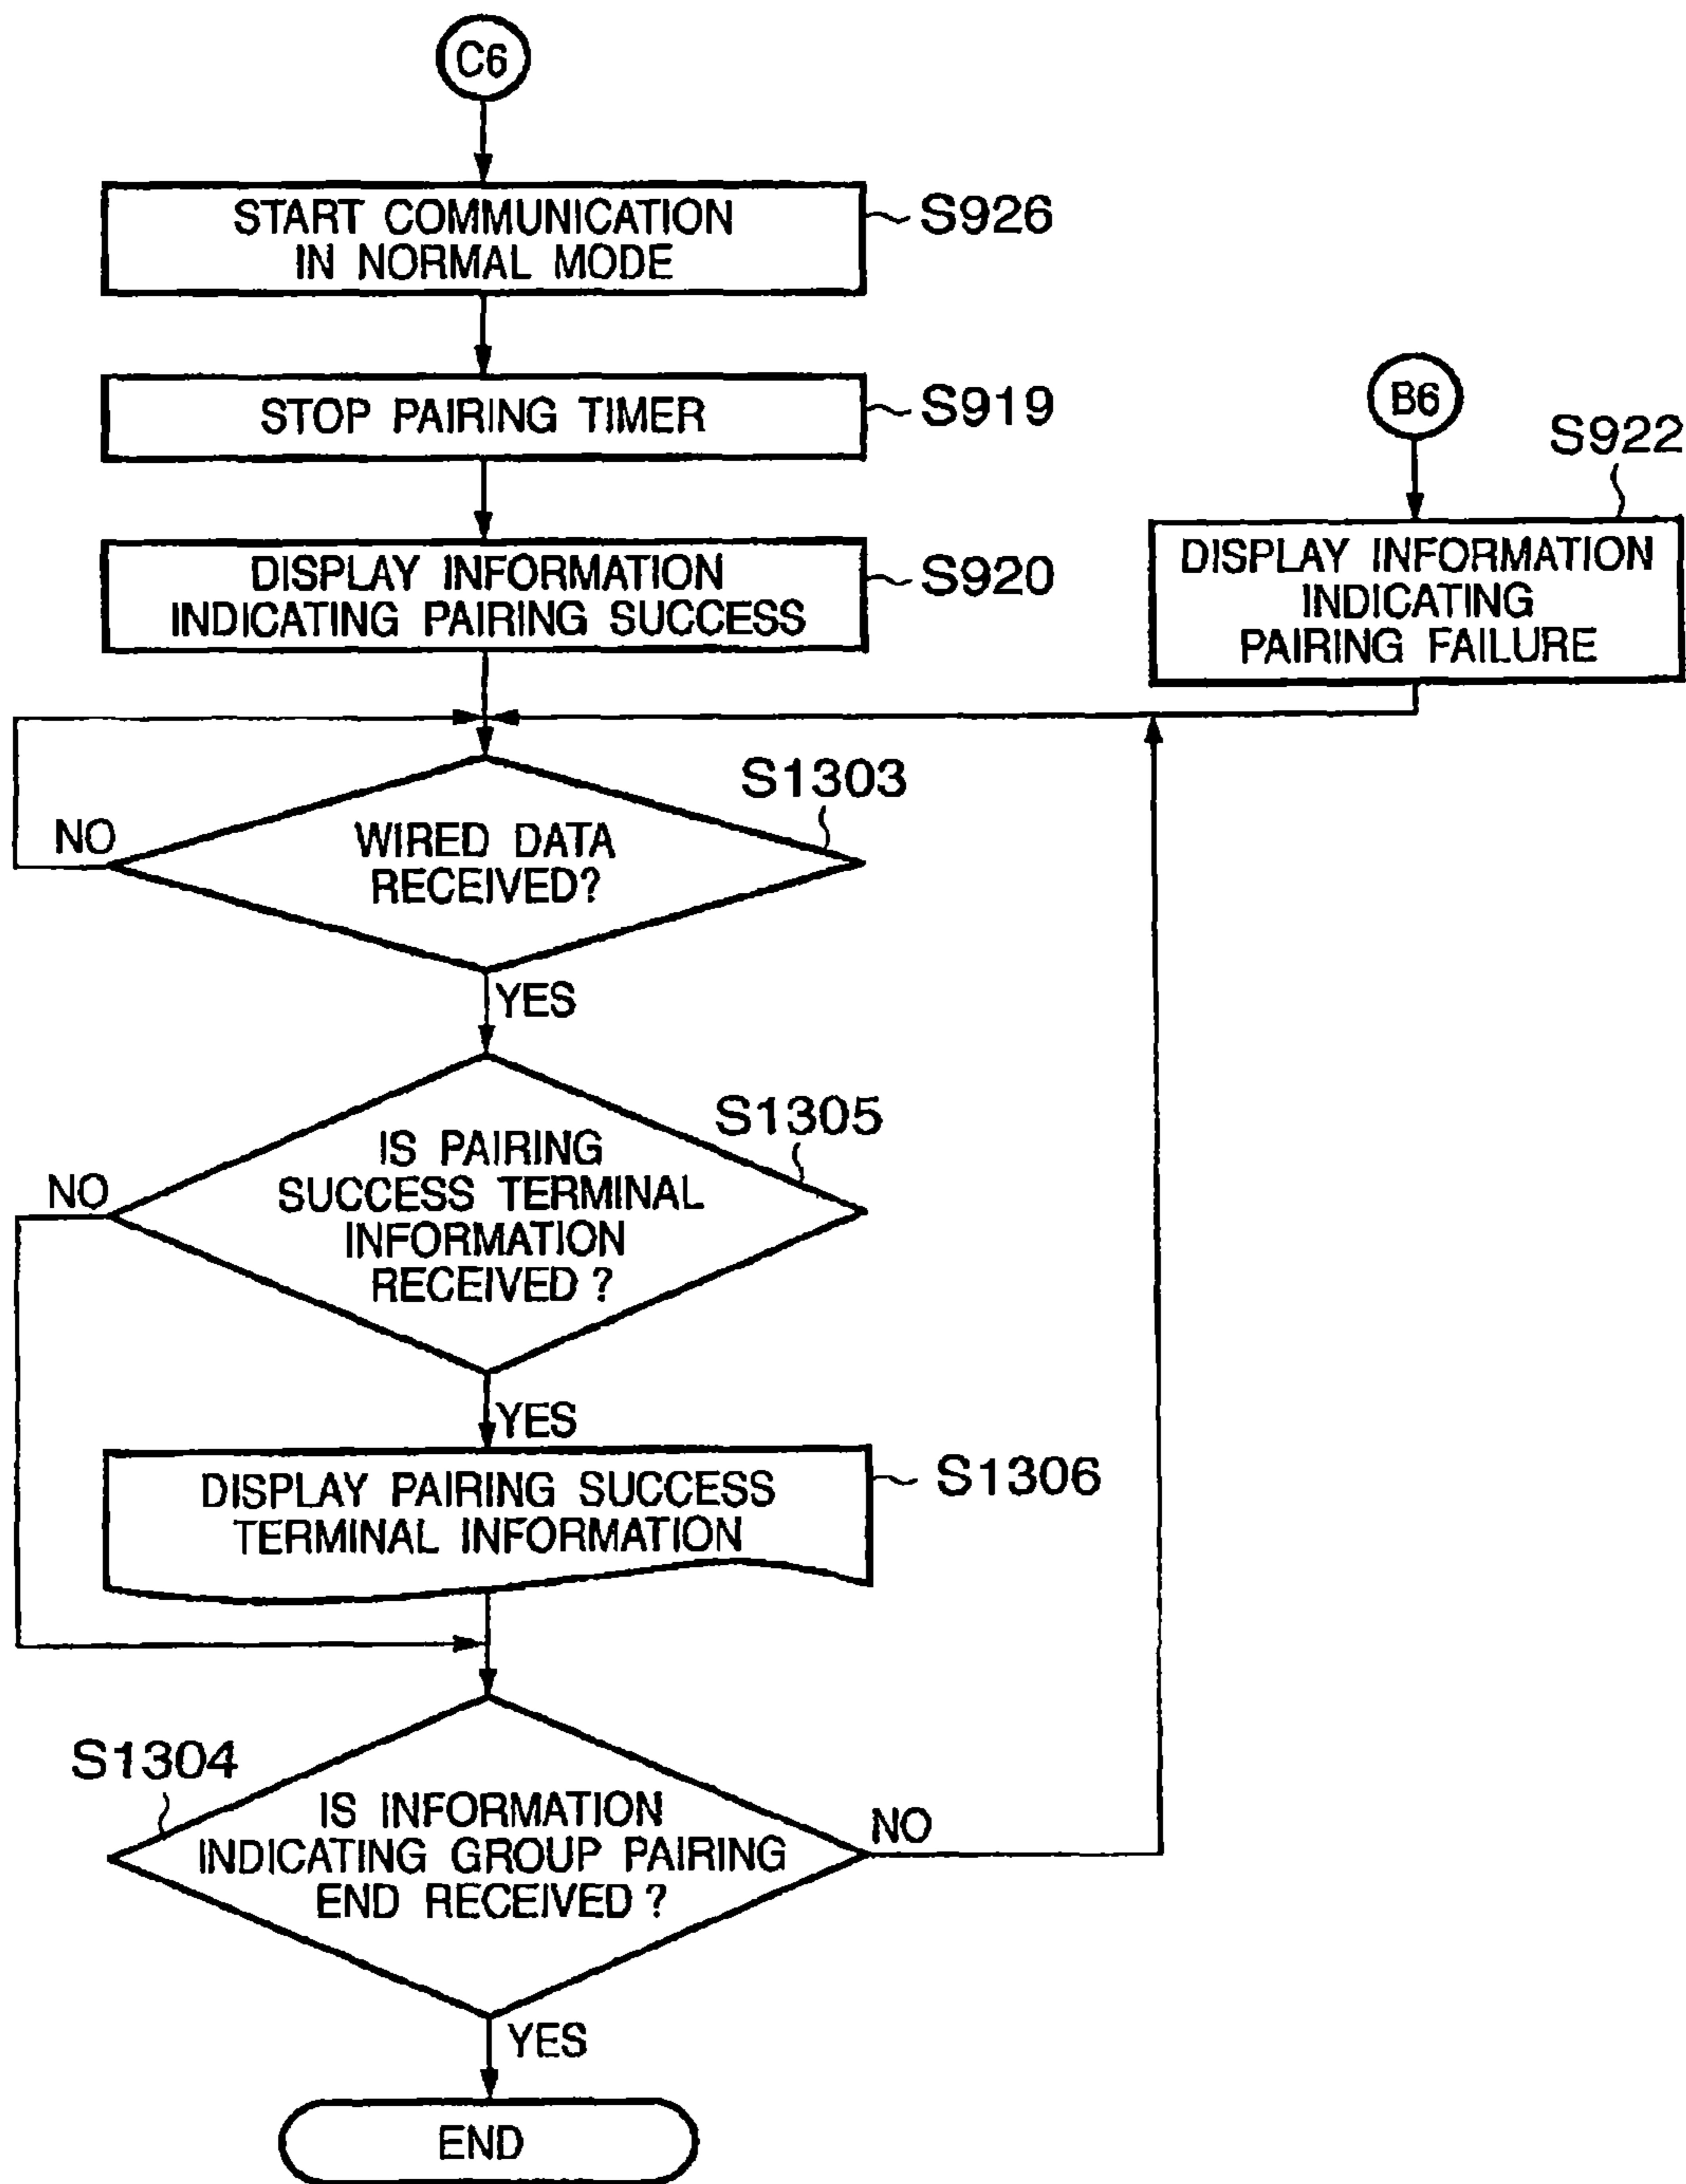 C6
START COMMUNICATION
IN NORMAL MODE
S926
STOP PAIRING TIMER
S919
B6
S922
DISPLAY INFORMATION
INDICATING PAIRING SUCCESS
S920
DISPLAY INFORMATION
INDICATING
PAIRING FAILURE
S1303
NO
WIRED DATA
RECEIVED?
YES
S1305
NO
IS PAIRING
SUCCESS TERMINAL
INFORMATION
RECEIVED ?
YES
DISPLAY PAIRING SUCCESS
TERMINAL INFORMATION
S1306
S1304
IS INFORMATION
INDICATING GROUP PAIRING
END RECEIVED ?
NO
YES
END